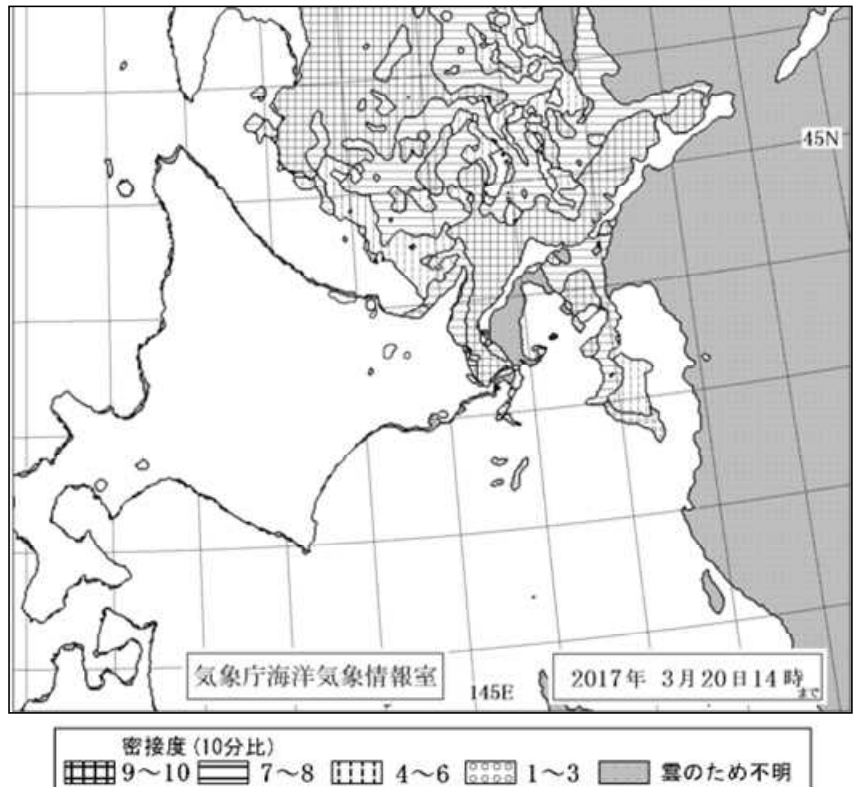 45N
気象庁海洋気象情報室
145E
2017年 3月20日14時まで
密接度 (10分比)
9～10 7～8 4～6 1～3 雲のため不明